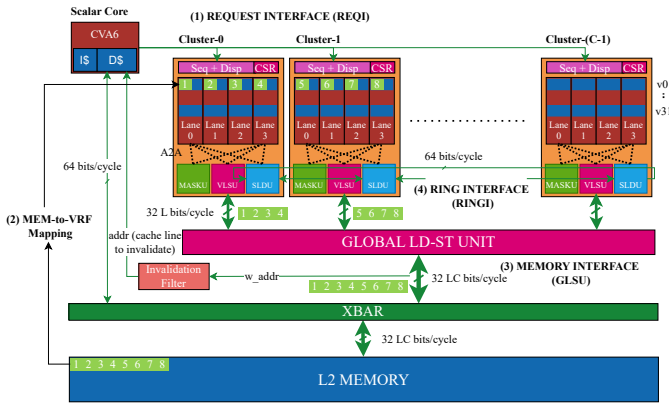 Scalar Core
(1) REQUEST INTERFACE (REQI)
CVA6
I$ D$
Cluster-0
Cluster-1
Cluster-(C-1)
Seq + Disp CSR
Seq + Disp CSR
Seq + Disp CSR
1 2 3 4
5 6 7 8
v0
:
v31
Lane 0 Lane 1 Lane 2 Lane 3
Lane 0 Lane 1 Lane 2 Lane 3
Lane 0 Lane 1 Lane 2 Lane 3
A2A
64 bits/cycle
64 bits/cycle
MASKU VLSU SLDU
MASKU VLSU SLDU
MASKU VLSU SLDU
(4) RING INTERFACE
(RINGI)
32 L bits/cycle
1 2 3 4
5 6 7 8
(2) MEM-to-VRF
Mapping
addr (cache line
to invalidate)
GLOBAL LD-ST UNIT
(3) MEMORY INTERFACE
(GLSU)
Invalidation
Filter
w_addr
32 LC bits/cycle
1 2 3 4 5 6 7 8
XBAR
32 LC bits/cycle
1 2 3 4 5 6 7 8
L2 MEMORY